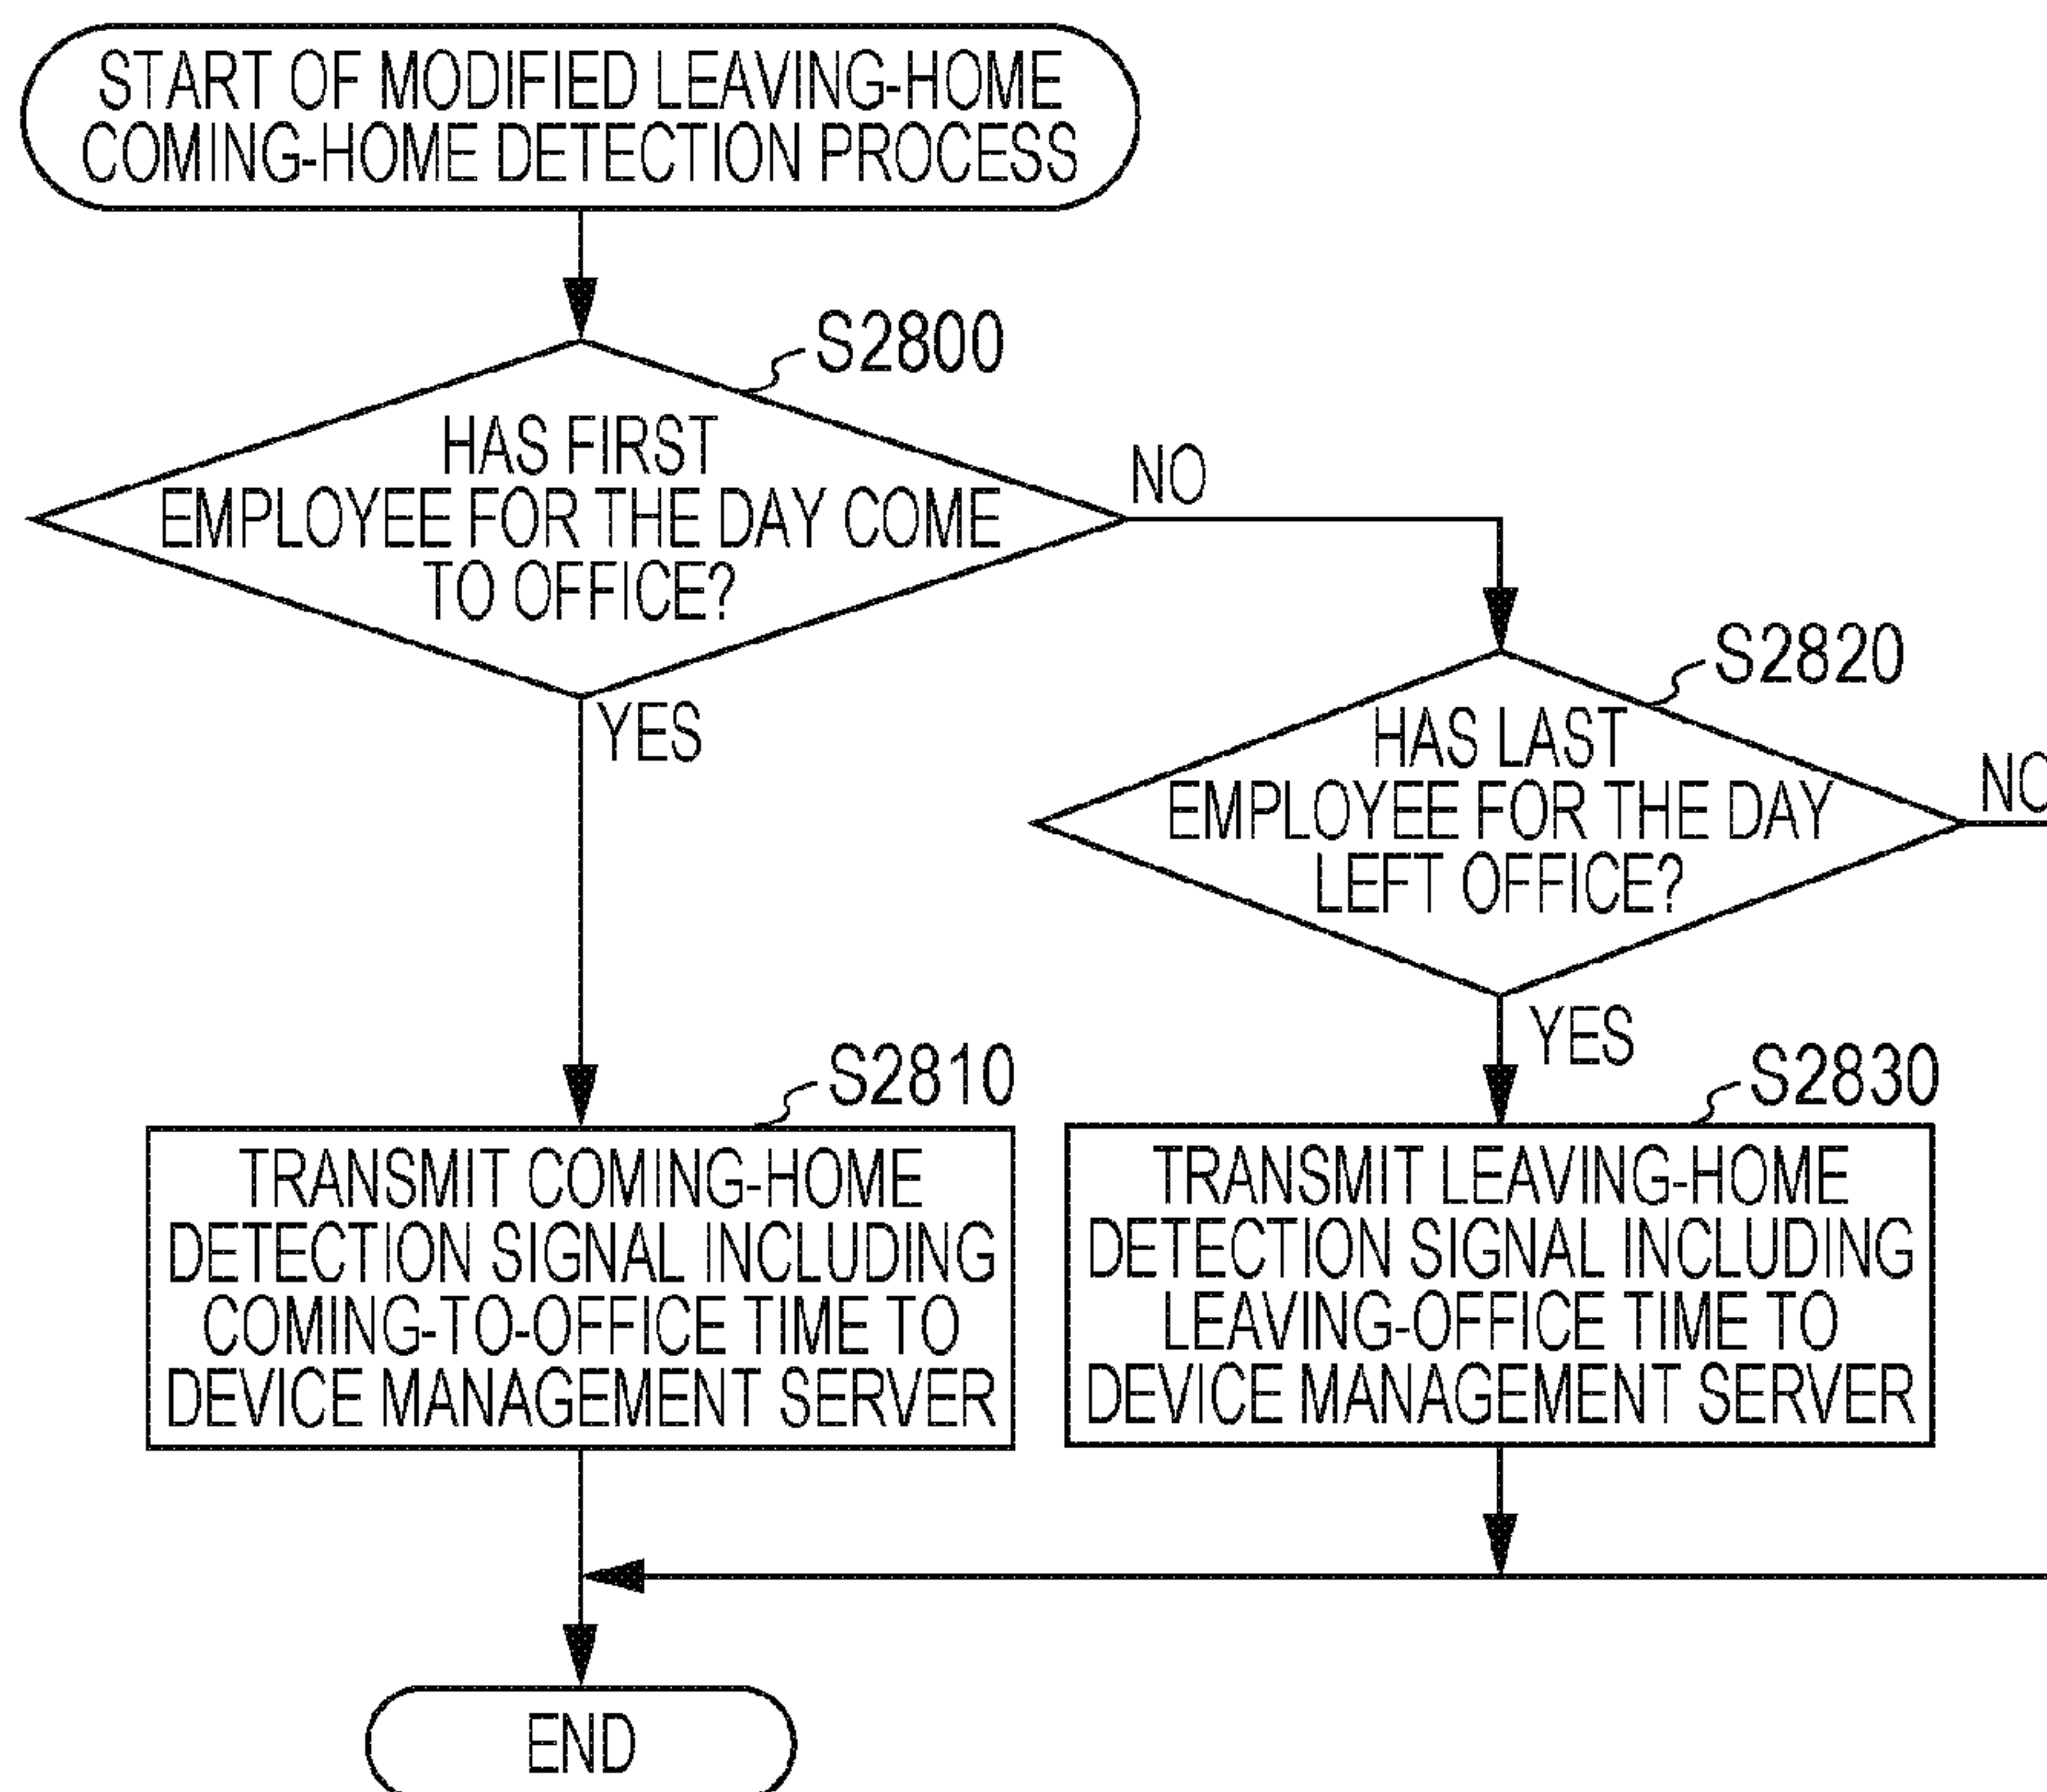 START OF MODIFIED LEAVING-HOME
COMING-HOME DETECTION PROCESS
S2800
HAS FIRST
EMPLOYEE FOR THE DAY COME
TO OFFICE?
NO
YES
S2820
HAS LAST
EMPLOYEE FOR THE DAY
LEFT OFFICE?
NO
YES
S2810
TRANSMIT COMING-HOME
DETECTION SIGNAL INCLUDING
COMING-TO-OFFICE TIME TO
DEVICE MANAGEMENT SERVER
S2830
TRANSMIT LEAVING-HOME
DETECTION SIGNAL INCLUDING
LEAVING-OFFICE TIME TO
DEVICE MANAGEMENT SERVER
END